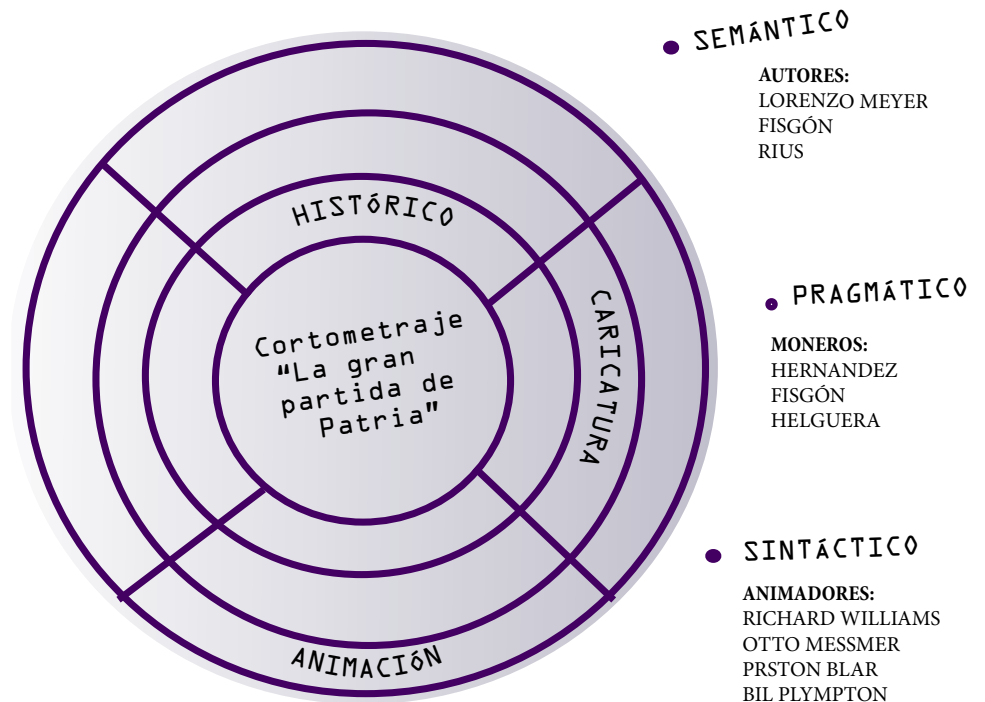 SEMÁNTICO
AUTORES:
LORENZO MEYER
FISGÓN
RIUS
HISTÓRICO
CARICATURA
Cortometraje
"La gran
partida de
Patria"
PRAGMÁTICO
MONEROS:
HERNANDEZ
FISGÓN
HELGUERA
SINTÁCTICO
ANIMADORES:
RICHARD WILLIAMS
OTTO MESSMER
PRSTON BLAR
BIL PLYMPTON
ANIMACIÓN